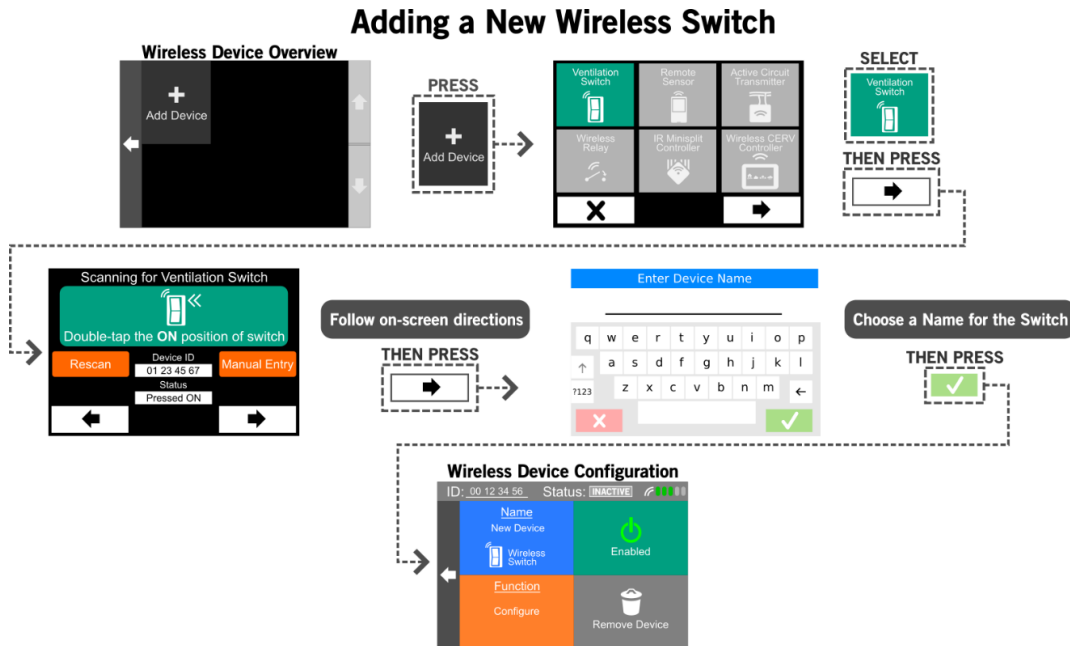 Adding a New Wireless Switch
Wireless Device Overview
+
Add Device
PRESS
+
Add Device
Ventilation
Switch
Remote
Sensor
Active Circuit
Transmitter
Wireless
Relay
IR Minisplit
Controller
Wireless CERV
Controller
X
SELECT
Ventilation
Switch
THEN PRESS
Scanning for Ventilation Switch
Double-tap the ON position of switch
Rescan
Device ID
01 23 45 67
Status
Pressed ON
Manual Entry
Follow on-screen directions
THEN PRESS
Enter Device Name
q w e r t y u i o p
a s d f g h j k l
?123 z x c v b n m
Choose a Name for the Switch
THEN PRESS
Wireless Device Configuration
ID: 00 12 34 56 Status: INACTIVE
Name
New Device
Wireless
Switch
Enabled
Function
Configure
Remove Device